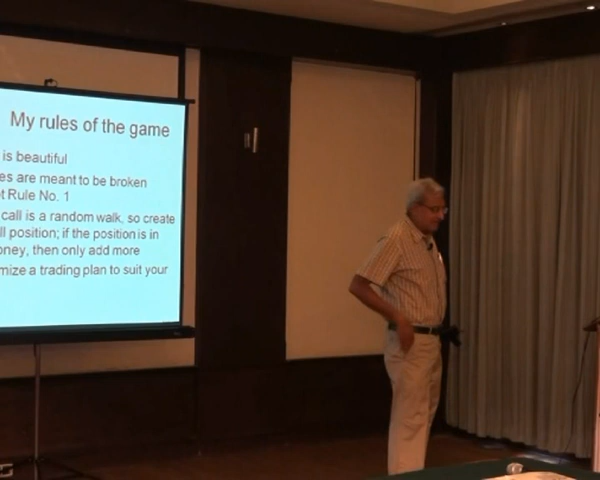 My rules of the game
is beautiful
es are meant to be broken
t Rule No. 1
call is a random walk, so create
ll position; if the position is in
oney, then only add more
mize a trading plan to suit your